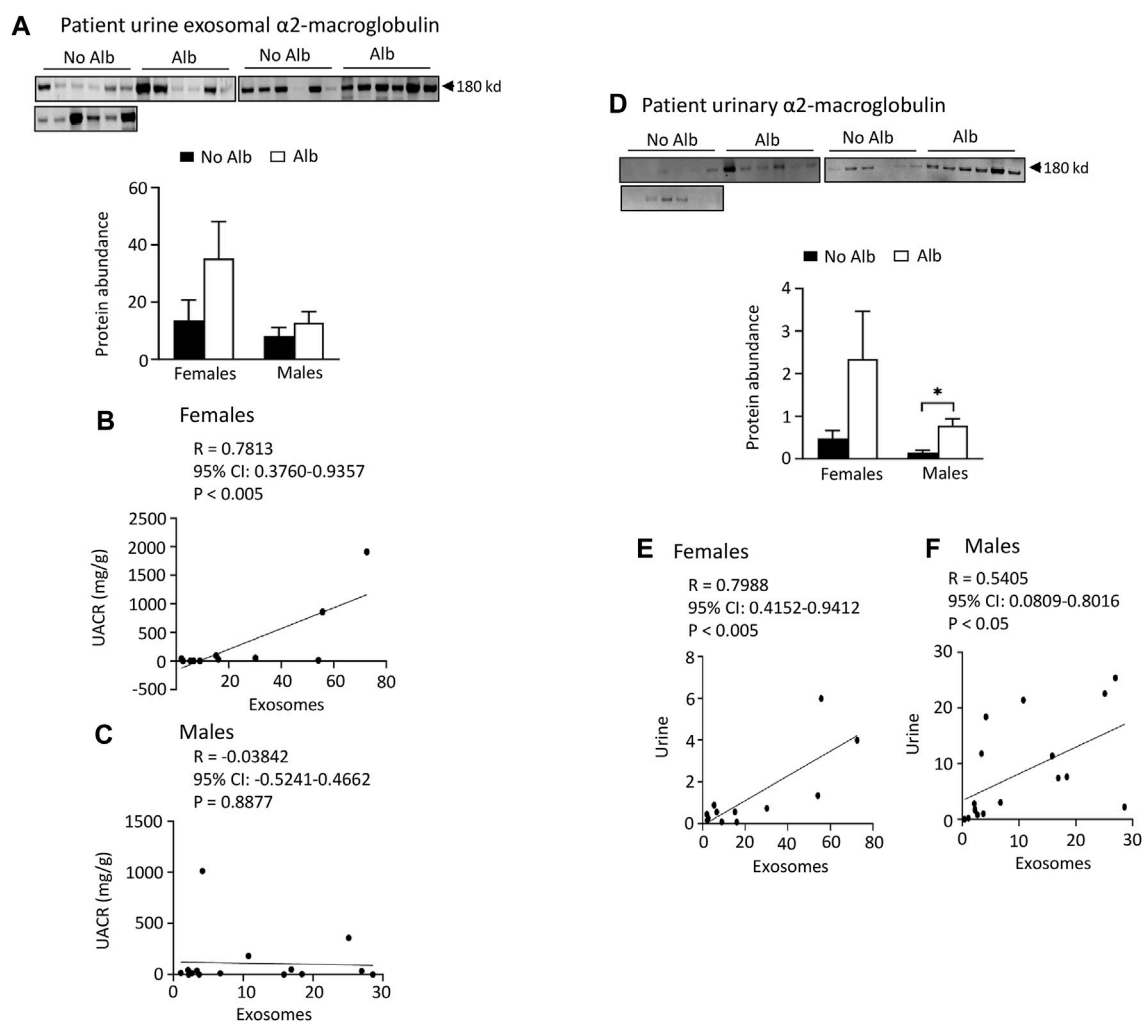 A Patient urine exosomal α2-macroglobulin
No Alb Alb No Alb Alb
180 kd
No Alb Alb
60
40
20
0
Protein abundance
Females Males
B Females
R = 0.7813
95% CI: 0.3760-0.9357
P < 0.005
2500
2000
1500
1000
500
0
-500
UACR (mg/g)
20 40 60 80
Exosomes
C Males
R = -0.03842
95% CI: -0.5241-0.4662
P = 0.8877
1500
1000
500
0
UACR (mg/g)
0 10 20 30
Exosomes
D Patient urinary α2-macroglobulin
No Alb Alb No Alb Alb
180 kd
No Alb Alb
4
3
2
1
0
Protein abundance
*
Females Males
E Females
R = 0.7988
95% CI: 0.4152-0.9412
P < 0.005
8
6
4
2
0
Urine
0 20 40 60 80
Exosomes
F Males
R = 0.5405
95% CI: 0.0809-0.8016
P < 0.05
30
20
10
0
Urine
0 10 20 30
Exosomes